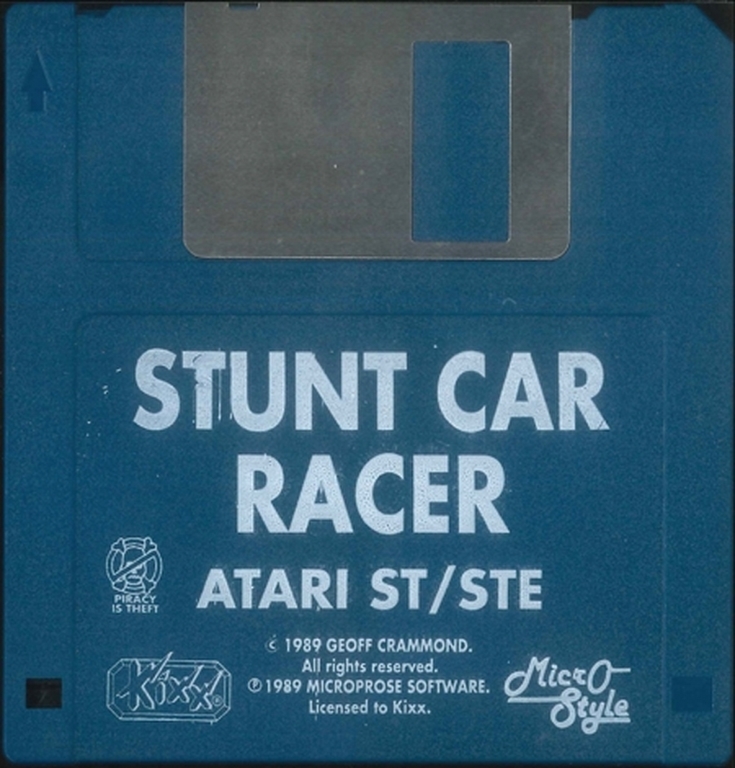 STUNT CAR
RACER
PIRACY
IS THEFT
ATARI ST/STE
© 1989 GEOFF CRAMMOND.
All rights reserved.
℗ 1989 MICROPROSE SOFTWARE.
Licensed to Kixx.
Kixx®
MicrO
Style